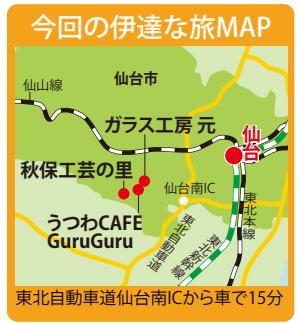 今回の伊達な旅MAP
仙台市
仙山線
ガラス工房 元
仙台
秋保工芸の里
仙台南IC
東北本線
うつわCAFE
GuruGuru
東北自動車道
東北新幹線
東北自動車道仙台南ICから車で15分